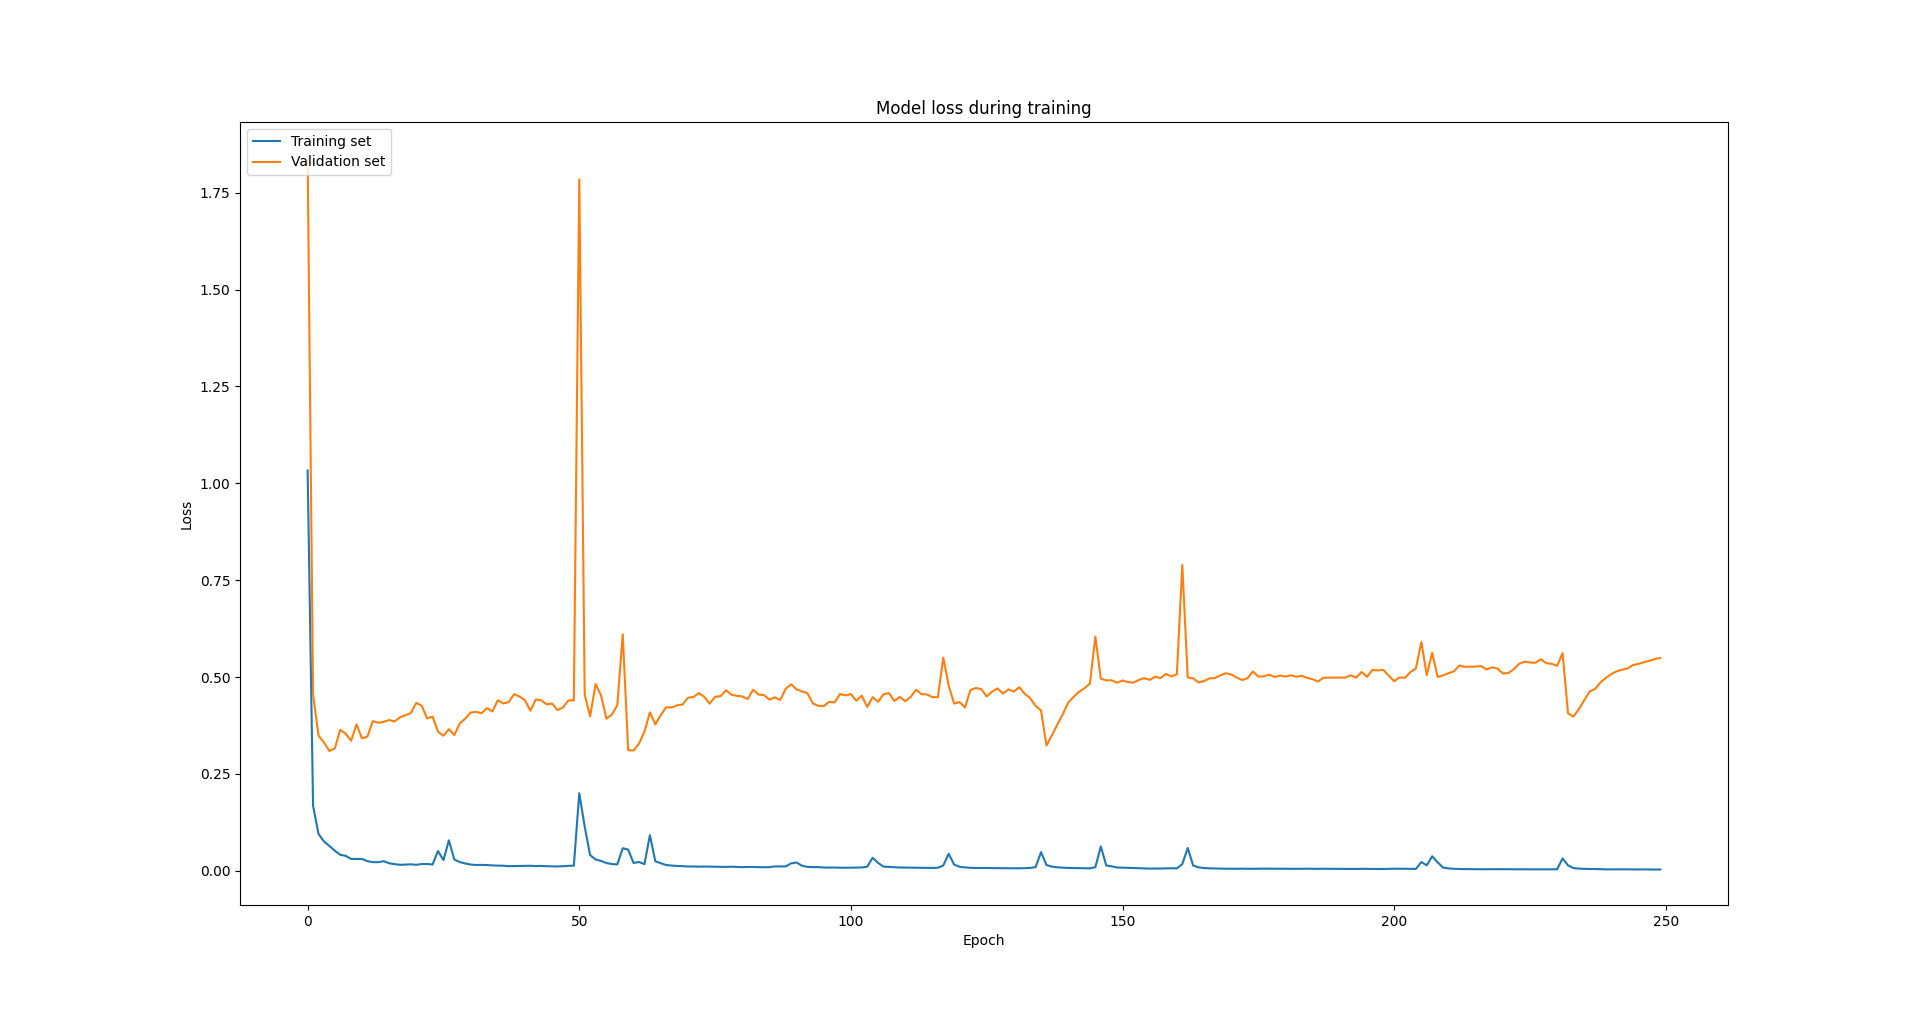 Model loss during training
Training set
Validation set
1.75
1.50
1.25
1.00
0.75
0.50
0.25
0.00
Loss
0 50 100 150 200 250
Epoch